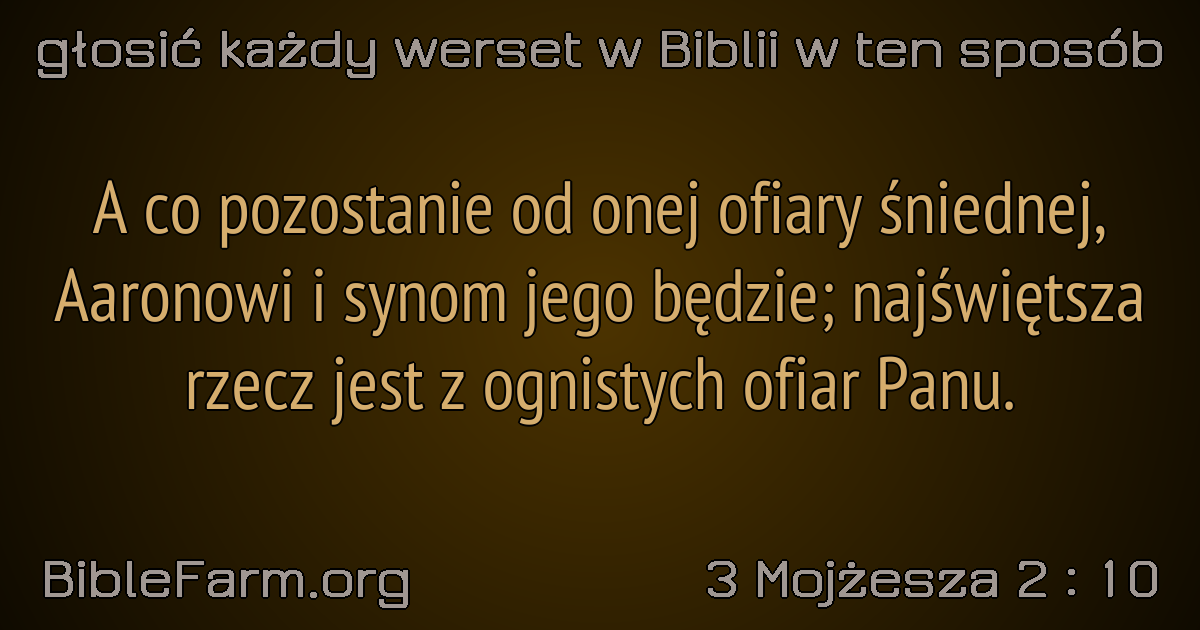 głosić każdy werset w Biblii w ten sposób
A co pozostanie od onej ofiary śniednej,
Aaronowi i synom jego będzie; najświętsza
rzecz jest z ognistych ofiar Panu.
BibleFarm.org
3 Mojżesza 2 : 10